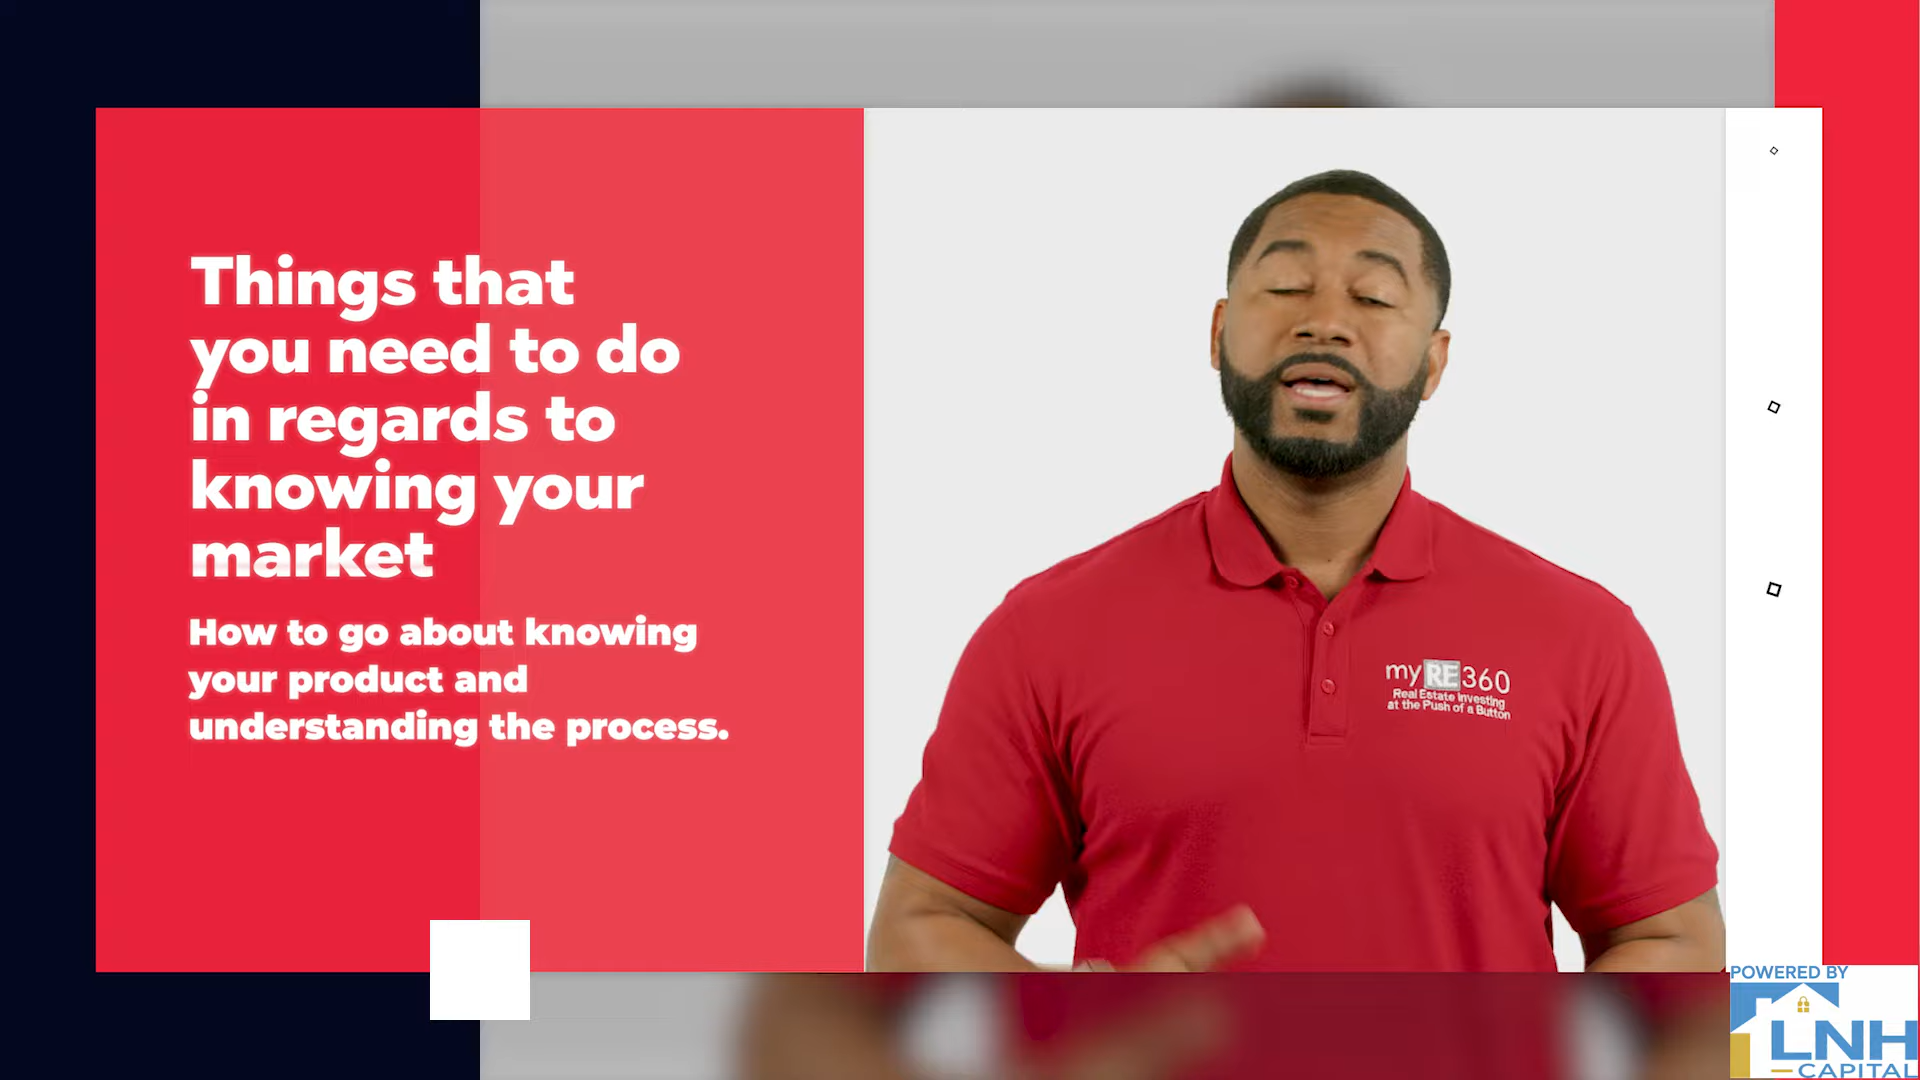 Things that
you need to do
in regards to
knowing your
market
How to go about knowing
your product and
understanding the process.
myRE360
Real Estate Investing
at the Push of a Button
POWERED BY
LNH
CAPITAL